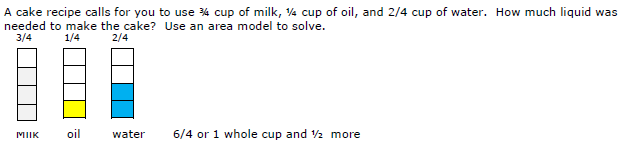 A cake recipe calls for you to use ¾ cup of milk, ¼ cup of oil, and 2/4 cup of water.  How much liquid was
needed to make the cake?  Use an area model to solve.
3/4 1/4 2/4
MIlK oil water 6/4 or 1 whole cup and ½ more